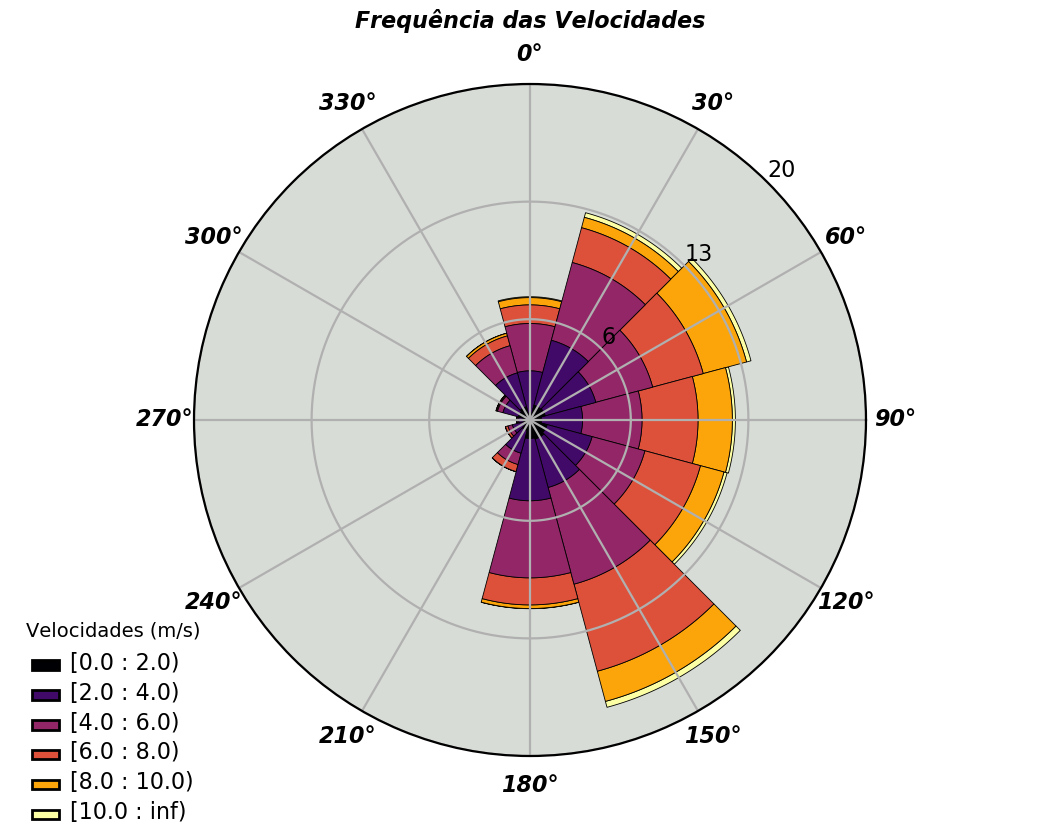 Frequência das Velocidades
0°
330°
30°
20
300°
60°
13
6
270°
90°
240°
120°
210°
150°
180°
Velocidades (m/s)
[0.0 : 2.0)
[2.0 : 4.0)
[4.0 : 6.0)
[6.0 : 8.0)
[8.0 : 10.0)
[10.0 : inf)